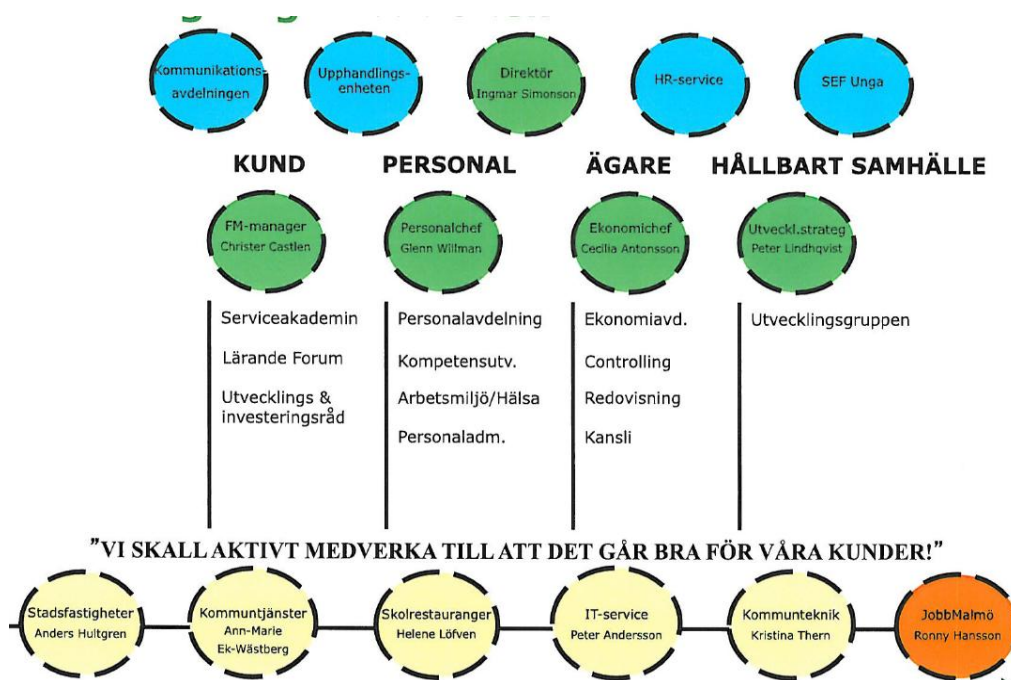 Kommunikations-
avdelningen
Upphandlings-
enheten
Direktör
Ingmar Simonson
HR-service
SEF Unga
KUND
PERSONAL
ÄGARE
HÅLLBART SAMHÄLLE
FM-manager
Christer Castlen
Personalchef
Glenn Willman
Ekonomichef
Cecilia Antonsson
Utveckl.strateg
Peter Lindhqvist
Serviceakademin
Lärande Forum
Utvecklings &
investeringsråd
Personalavdelning
Kompetensutv.
Arbetsmiljö/Hälsa
Personaladm.
Ekonomiavd.
Controlling
Redovisning
Kansli
Utvecklingsgruppen
"VI SKALL AKTIVT MEDVERKA TILL ATT DET GÅR BRA FÖR VÅRA KUNDER!"
Stadsfastigheter
Anders Hultgren
Kommuntjänster
Ann-Marie
Ek-Wästberg
Skolrestauranger
Helene Löfven
IT-service
Peter Andersson
Kommunteknik
Kristina Thern
JobbMalmö
Ronny Hansson